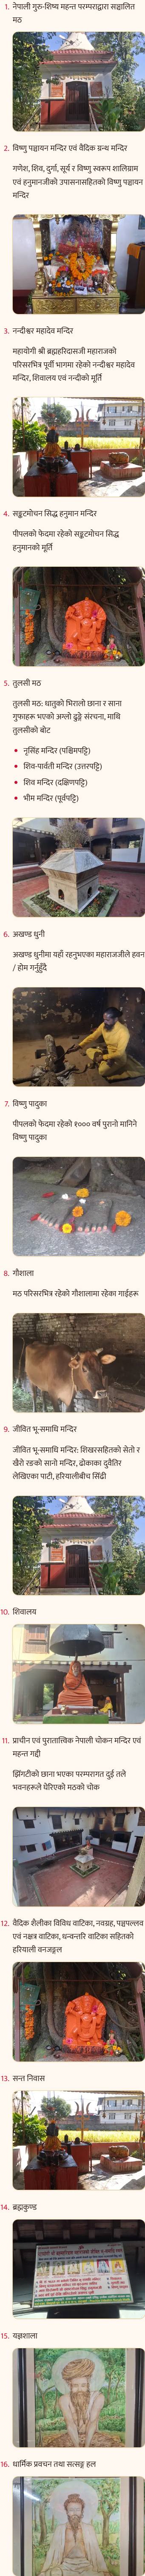 1. नेपाली गुरु-शिष्य महन्त परम्पराद्वारा सञ्चालित
मठ
2. विष्णु पञ्चायन मन्दिर एवं वैदिक ग्रन्थ मन्दिर
गणेश, शिव, दुर्गा, सूर्य र विष्णु स्वरूप शालिग्राम
एवं हनुमानजीको उपासनासहितको विष्णु पञ्चायन
मन्दिर
3. नन्दीश्वर महादेव मन्दिर
महायोगी श्री ब्रह्महरिदासजी महाराजको
परिसरभित्र पूर्वी भागमा रहेको नन्दीश्वर महादेव
मन्दिर, शिवालय एवं नन्दीको मूर्ति
4. सङ्कटमोचन सिद्ध हनुमान मन्दिर
पीपलको फेदमा रहेको सङ्कटमोचन सिद्ध
हनुमानको मूर्ति
5. तुलसी मठ
तुलसी मठ: धातुको भिरालो छाना र साना
गुफाहरू भएको अग्लो ढुङ्गे संरचना, माथि
तुलसीको बोट
• नृसिंह मन्दिर (पश्चिमपट्टि)
• शिव-पार्वती मन्दिर (उत्तरपट्टि)
• शिव मन्दिर (दक्षिणपट्टि)
• भीम मन्दिर (पूर्वपट्टि)
6. अखण्ड धुनी
अखण्ड धुनीमा यहाँ रहनुभएका महाराजजीले हवन
/ होम गर्नुहुँदै
7. विष्णु पादुका
पीपलको फेदमा रहेको १००० वर्ष पुरानो मानिने
विष्णु पादुका
8. गौशाला
मठ परिसरभित्र रहेको गौशालामा रहेका गाईहरू
9. जीवित भू-समाधि मन्दिर
जीवित भू-समाधि मन्दिर: शिखरसहितको सेतो र
खैरो रङको सानो मन्दिर, ढोकाका दुवैतिर
लेखिएका पाटी, हरियालीबीच सिँढी
10. शिवालय
11. प्राचीन एवं पुरातात्त्विक नेपाली चोकन मन्दिर एवं
महन्त गद्दी
झिँगटीको छाना भएका परम्परागत दुई तले
भवनहरूले घेरिएको मठको चोक
12. वैदिक शैलीका विविध वाटिका, नवग्रह, पञ्चपल्लव
एवं नक्षत्र वाटिका, धन्वन्तरि वाटिका सहितको
हरियाली वनजङ्गल
13. सन्त निवास
14. ब्रह्मकुण्ड
15. यज्ञशाला
16. धार्मिक प्रवचन तथा सत्सङ्ग हल